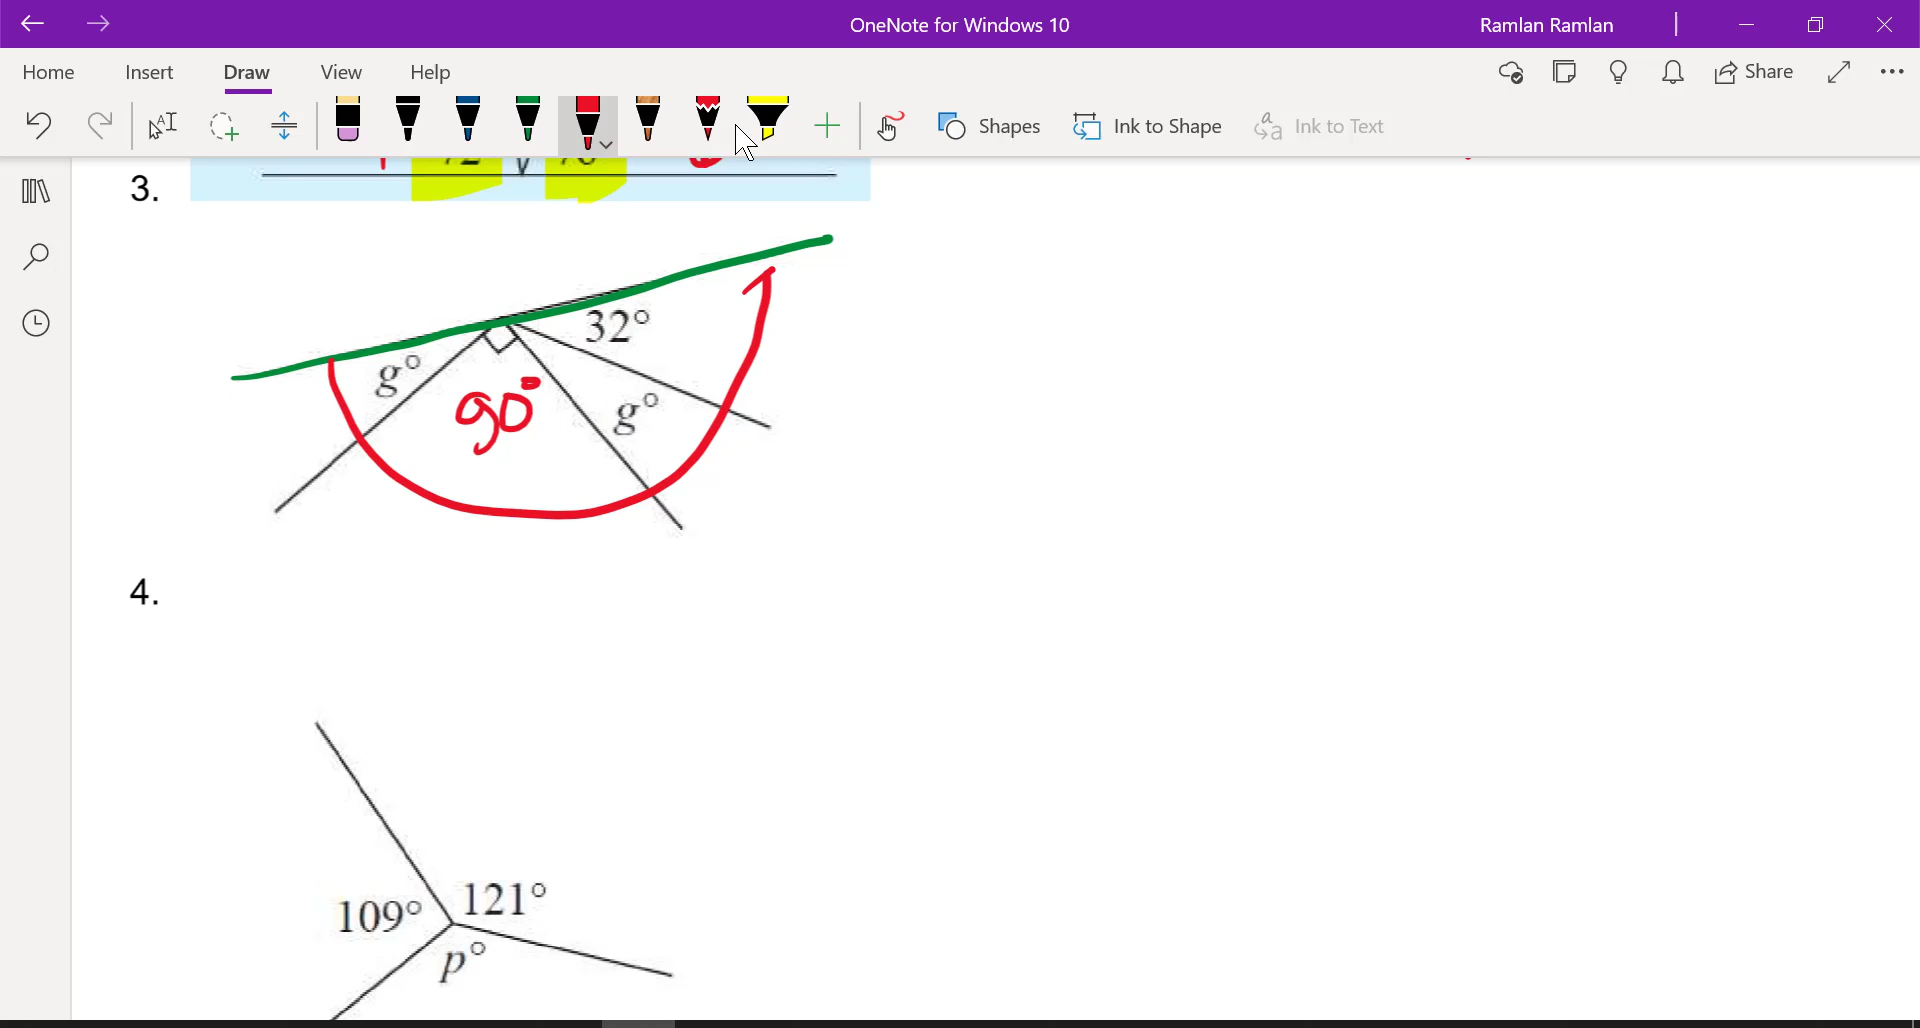 OneNote for Windows 10
Ramlan Ramlan
Home Insert Draw View Help
Share
Shapes
Ink to Shape
Ink to Text
3.
32°
g°
90°
g°
4.
109°
121°
p°